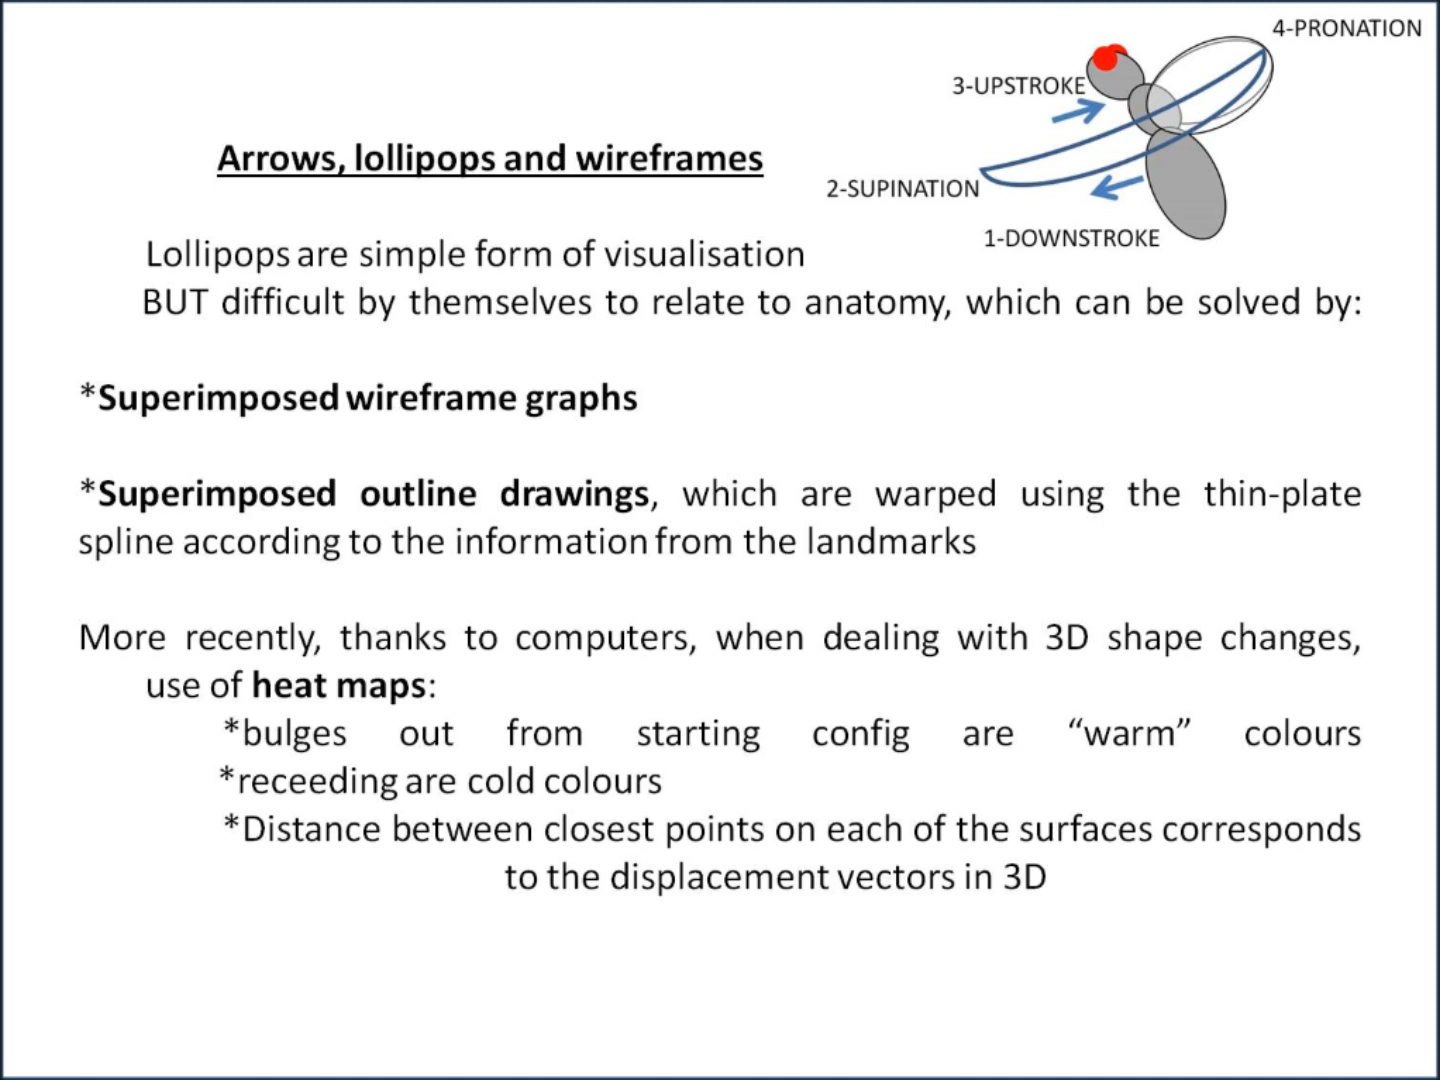 4-PRONATION
3-UPSTROKE
Arrows, lollipops and wireframes
2-SUPINATION
1-DOWNSTROKE
Lollipops are simple form of visualisation
BUT difficult by themselves to relate to anatomy, which can be solved by:
*Superimposed wireframe graphs
*Superimposed outline drawings, which are warped using the thin-plate
spline according to the information from the landmarks
More recently, thanks to computers, when dealing with 3D shape changes,
use of heat maps:
*bulges out from starting config are “warm” colours
*receeding are cold colours
*Distance between closest points on each of the surfaces corresponds
to the displacement vectors in 3D